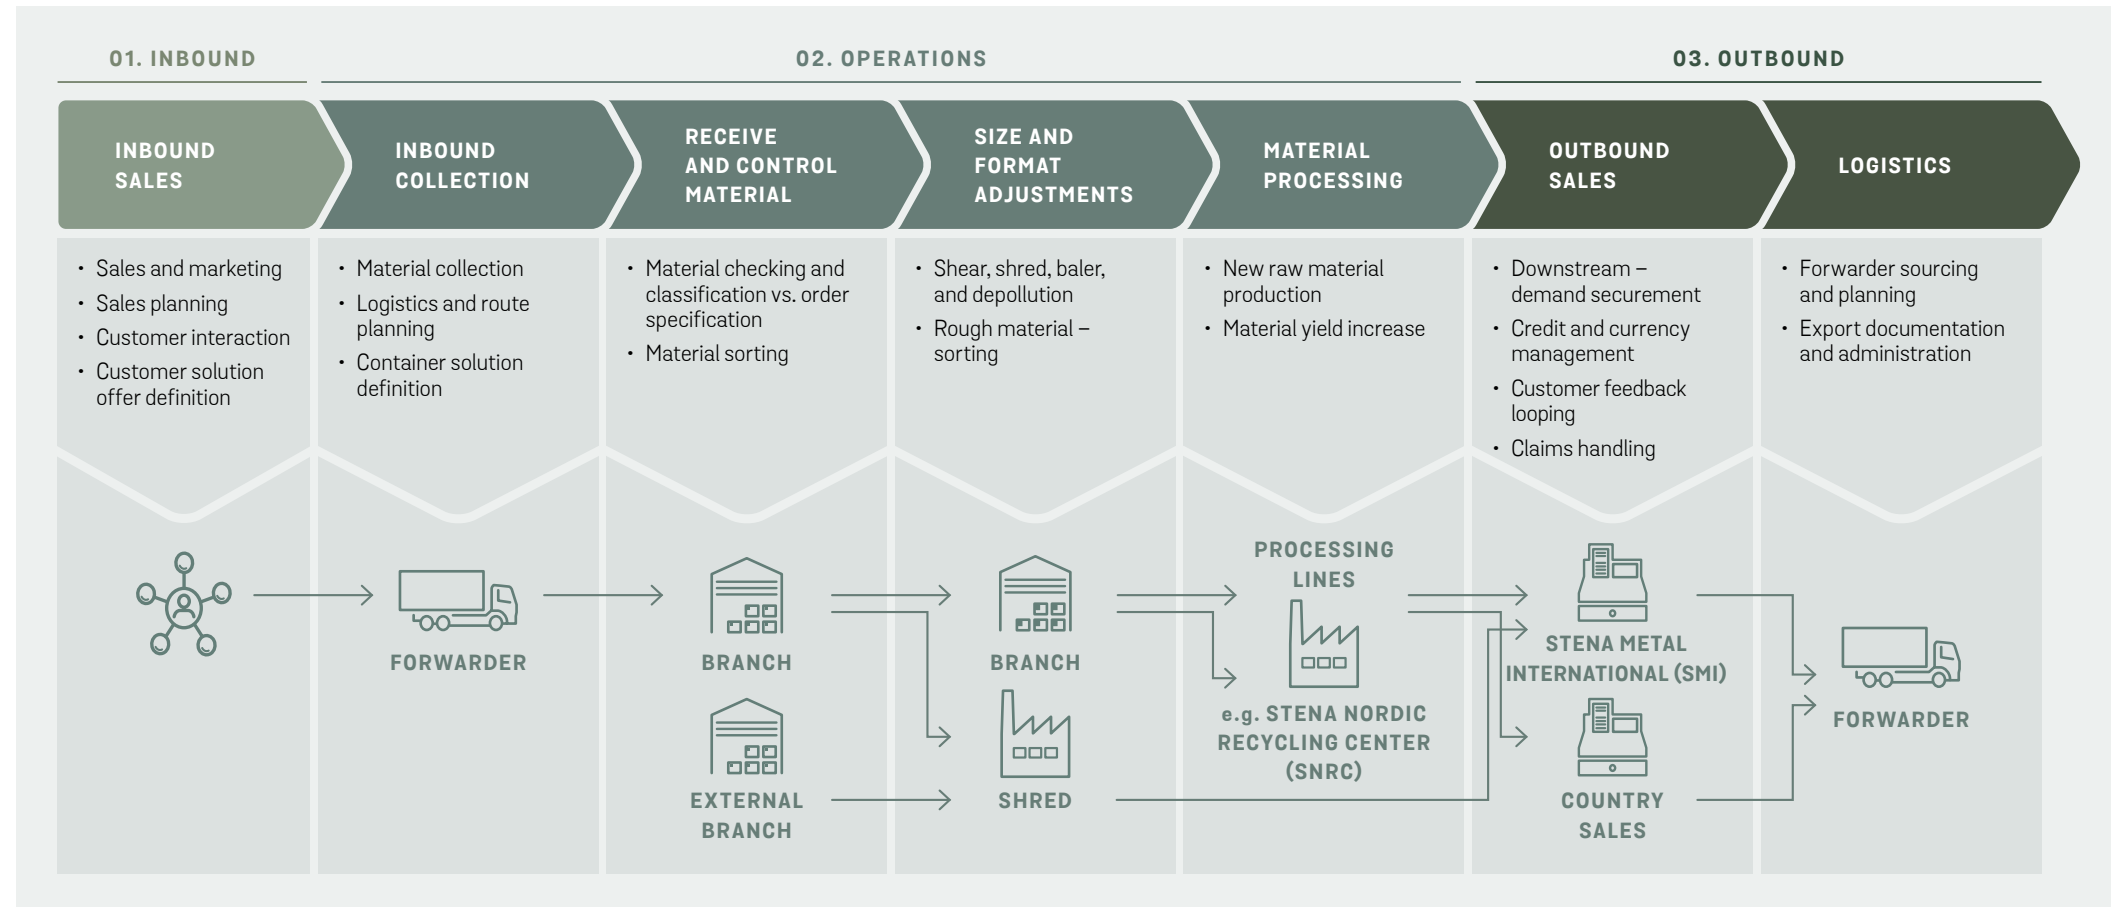 01. INBOUND
02. OPERATIONS
03. OUTBOUND
INBOUND
SALES
INBOUND
COLLECTION
RECEIVE
AND CONTROL
MATERIAL
SIZE AND
FORMAT
ADJUSTMENTS
MATERIAL
PROCESSING
OUTBOUND
SALES
LOGISTICS
• Sales and marketing
• Sales planning
• Customer interaction
• Customer solution
offer definition
• Material collection
• Logistics and route
planning
• Container solution
definition
• Material checking and
classification vs. order
specification
• Material sorting
• Shear, shred, baler,
and depollution
• Rough material –
sorting
• New raw material
production
• Material yield increase
• Downstream –
demand securement
• Credit and currency
management
• Customer feedback
looping
• Claims handling
• Forwarder sourcing
and planning
• Export documentation
and administration
FORWARDER
BRANCH
EXTERNAL
BRANCH
BRANCH
SHRED
PROCESSING
LINES
e.g. STENA NORDIC
RECYCLING CENTER
(SNRC)
STENA METAL
INTERNATIONAL (SMI)
COUNTRY
SALES
FORWARDER